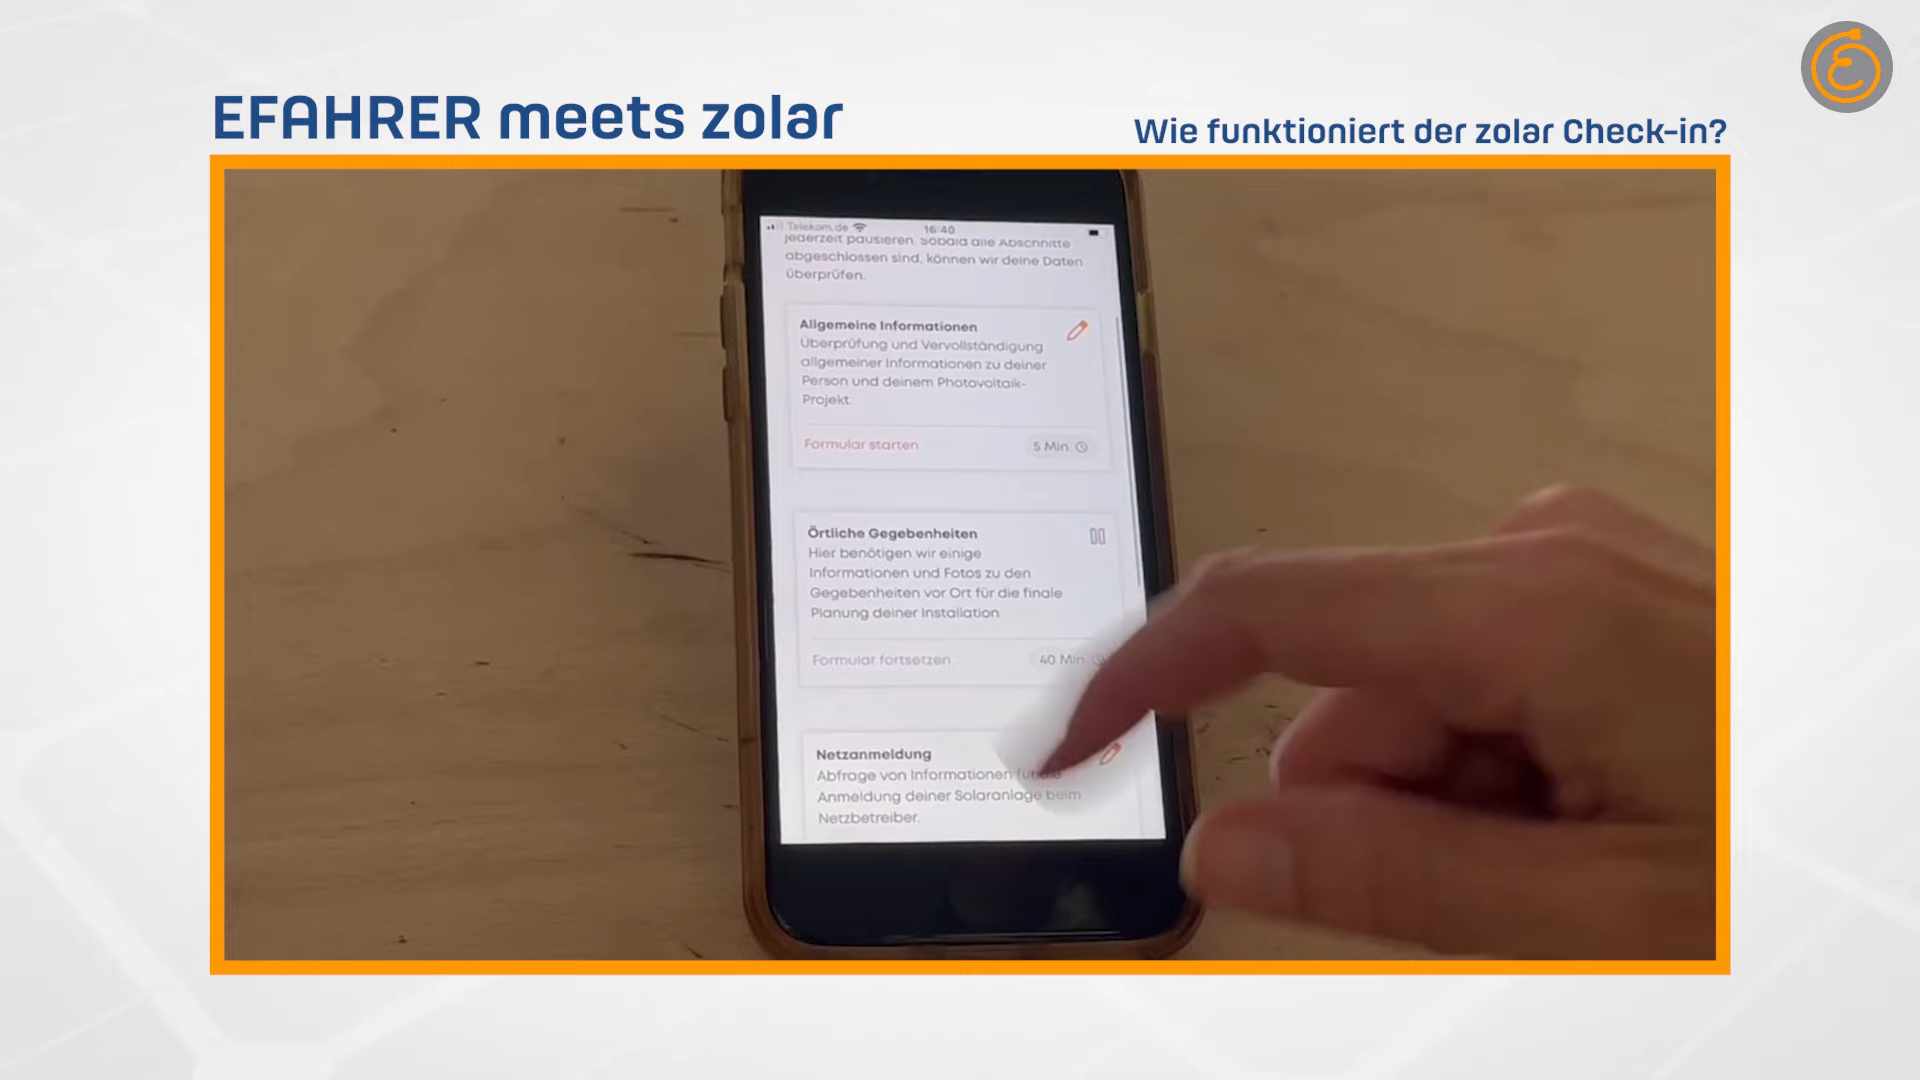 EFAHRER meets zolar
Wie funktioniert der zolar Check-in?
Telekom.de
16:40
jederzeit pausieren. Sobald alle Abschnitte
abgeschlossen sind, können wir deine Daten
überprüfen.
Allgemeine Informationen
Überprüfung und Vervollständigung
allgemeiner Informationen zu deiner
Person und deinem Photovoltaik-
Projekt.
Formular starten
5 Min.
Örtliche Gegebenheiten
Hier benötigen wir einige
Informationen und Fotos zu den
Gegebenheiten vor Ort für die finale
Planung deiner Installation
Formular fortsetzen
40 Min.
Netzanmeldung
Abfrage von Informationen für die
Anmeldung deiner Solaranlage beim
Netzbetreiber.